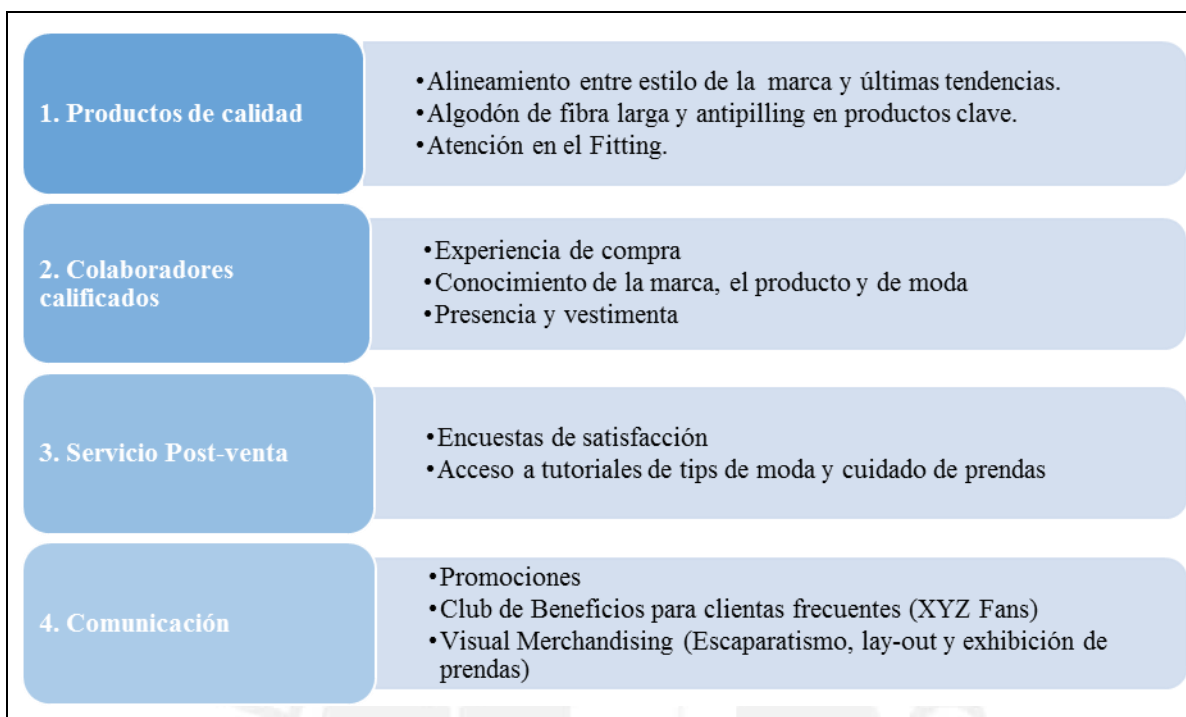 1. Productos de calidad
•Alineamiento entre estilo de la marca y últimas tendencias.
•Algodón de fibra larga y antipilling en productos clave.
•Atención en el Fitting.
2. Colaboradores
calificados
•Experiencia de compra
•Conocimiento de la marca, el producto y de moda
•Presencia y vestimenta
3. Servicio Post-venta
•Encuestas de satisfacción
•Acceso a tutoriales de tips de moda y cuidado de prendas
4. Comunicación
•Promociones
•Club de Beneficios para clientas frecuentes (XYZ Fans)
•Visual Merchandising (Escaparatismo, lay-out y exhibición de
prendas)